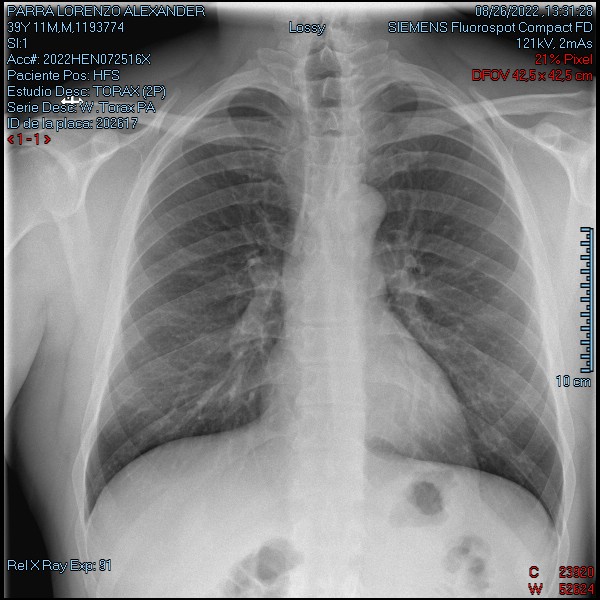 PARRA LORENZO ALEXANDER
39Y 11M,M,1193774
SI:1
Acc#: 2022HEN072516X
Paciente Pos: HFS
Estudio Desc: TORAX (2P)
Serie Desc: W. Torax PA
ID de la placa: 202617
<1-1>
Lossy
08/26/2022 ,13:31:28
SIEMENS Fluorospot Compact FD
121kV, 2mAs
21% Pixel
DFOV 42,5 x 42,5 cm
10 cm
Rel X Ray Exp: 91
C 23920
W 52624